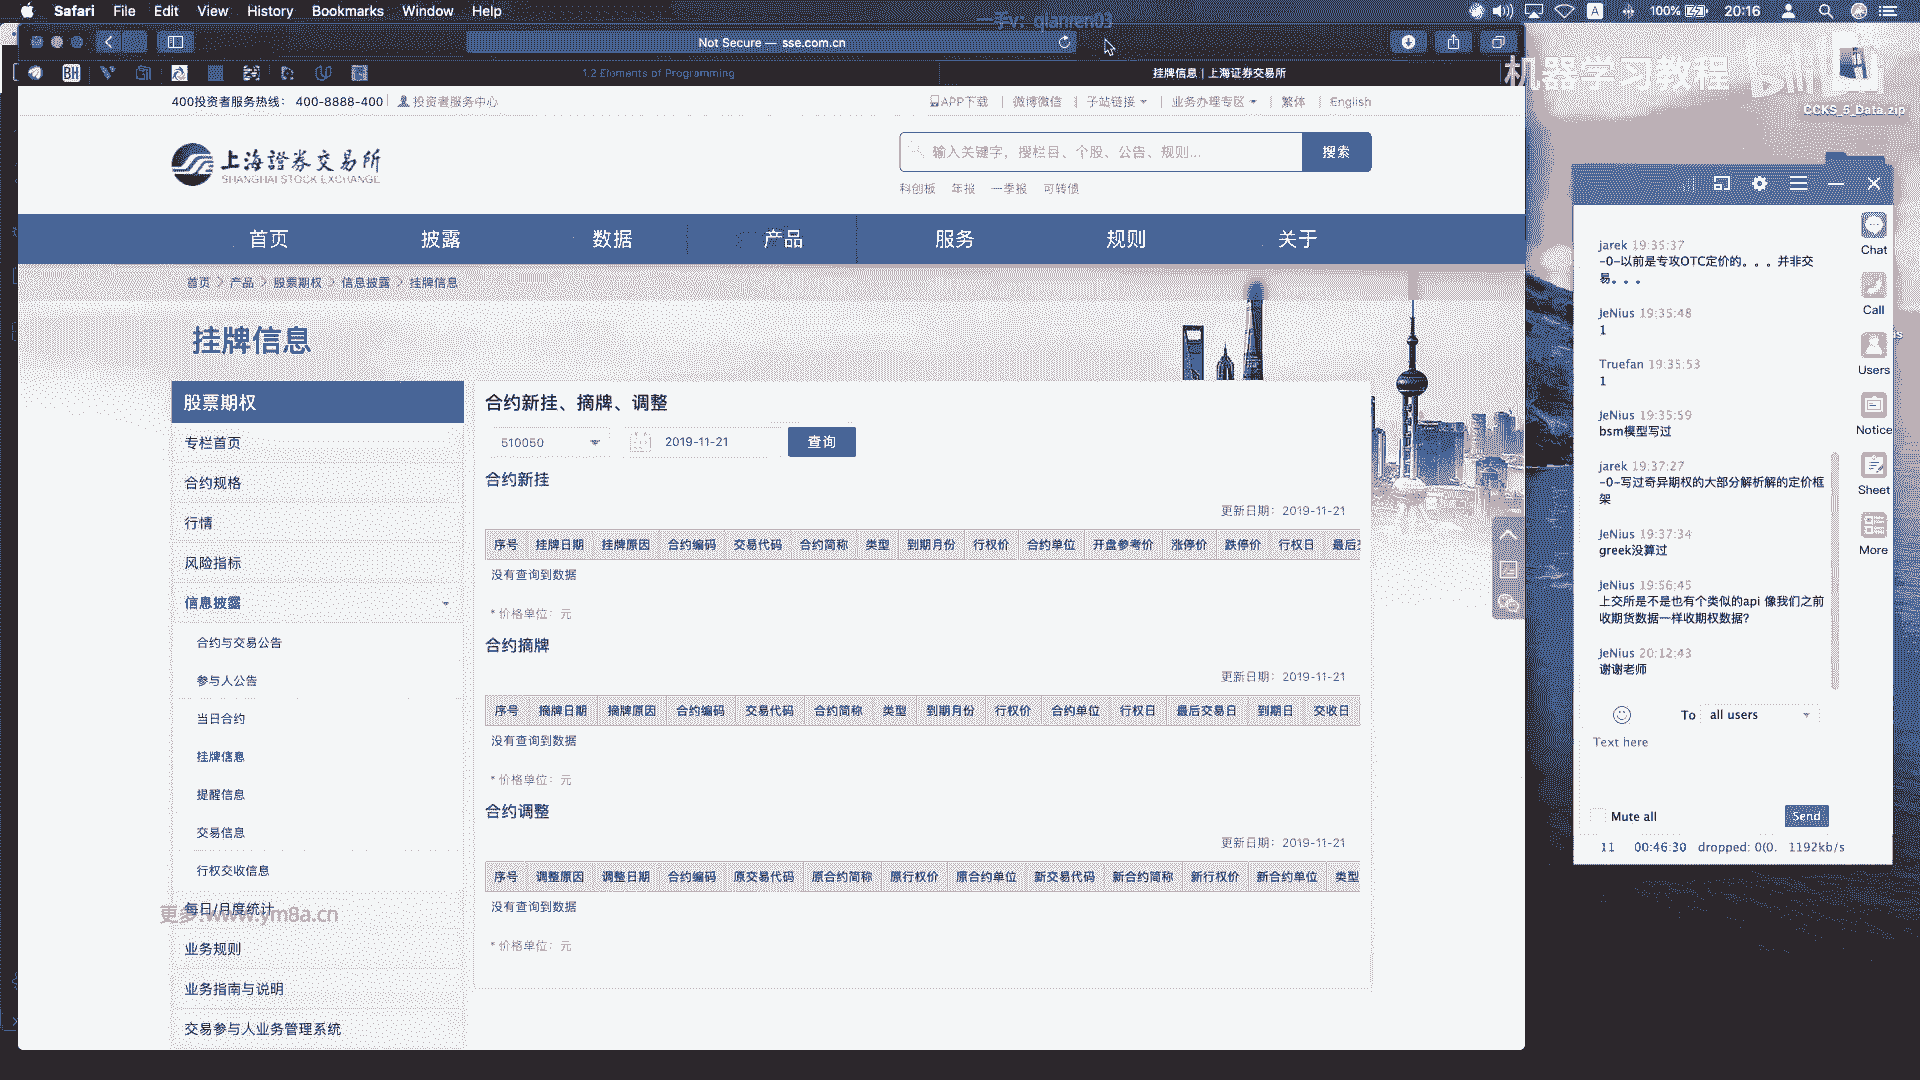 Safari File Edit View History Bookmarks Window Help
一手v: qianren03
A 100% 20:16
Not Secure — sse.com.cn
BH
1.2 Elements of Programming
挂牌信息 | 上海证券交易所
机器学习教程
CCKS_5_Data.zip
400投资者服务热线： 400-8888-400 投资者服务中心
APP下载 | 微博微信 | 子站链接 | 业务办理专区 | 繁体 | English
上海證券交易所
SHANGHAI STOCK EXCHANGE
输入关键字，搜栏目、个股、公告、规则...
搜索
科创板 年报 一季报 可转债
首页 披露 数据 产品 服务 规则 关于
首页 > 产品 > 股票期权 > 信息披露 > 挂牌信息
挂牌信息
股票期权
专栏首页
合约规格
行情
风险指标
信息披露
合约与交易公告
参与人公告
当日合约
挂牌信息
提醒信息
交易信息
行权交收信息
每日/月度统计
更多:www.ym8a.cn
业务规则
业务指南与说明
交易参与人业务管理系统
合约新挂、摘牌、调整
510050
2019-11-21
查询
合约新挂
更新日期： 2019-11-21
序号 挂牌日期 挂牌原因 合约编码 交易代码 合约简称 类型 到期月份 行权价 合约单位 开盘参考价 涨停价 跌停价 行权日 最后
没有查询到数据
* 价格单位：元
合约摘牌
更新日期： 2019-11-21
序号 摘牌日期 摘牌原因 合约编码 交易代码 合约简称 类型 到期月份 行权价 合约单位 行权日 最后交易日 到期日 交收日
没有查询到数据
* 价格单位：元
合约调整
更新日期： 2019-11-21
序号 调整原因 调整日期 合约编码 原交易代码 原合约简称 原行权价 原合约单位 新交易代码 新合约简称 新行权价 新合约单位 类型
没有查询到数据
* 价格单位：元
jarek 19:35:37
-0-以前是专攻OTC定价的。。。并非交
易。。。
JeNius 19:35:48
1
Truefan 19:35:53
1
JeNius 19:35:59
bsm模型写过
jarek 19:37:27
-0-写过奇异期权的大部分解析解的定价框
架
JeNius 19:37:34
greek没算过
JeNius 19:56:45
上交所是不是也有个类似的api 像我们之前
收期货数据一样收期权数据？
JeNius 20:12:43
谢谢老师
Chat
Call
Users
Notice
Sheet
More
To all users
Text here
Mute all
Send
11 00:46:30 dropped: 0(0. 1192kb/s